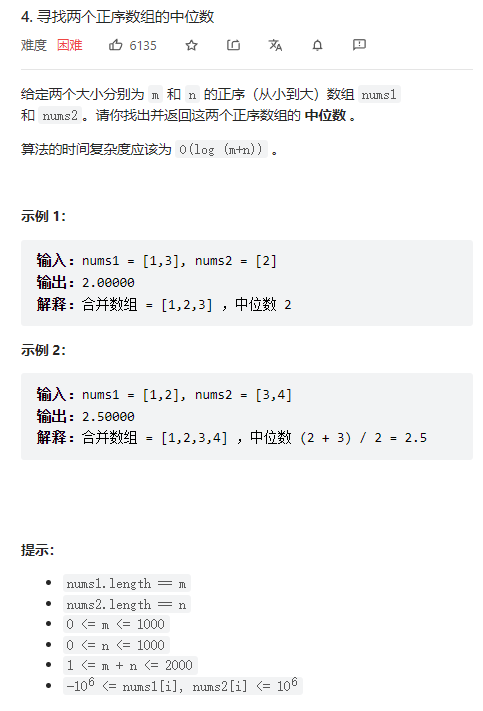 4. 寻找两个正序数组的中位数
难度 困难 6135
给定两个大小分别为 m 和 n 的正序（从小到大）数组 nums1
和 nums2。请你找出并返回这两个正序数组的 中位数 。
算法的时间复杂度应该为 O(log (m+n)) 。
示例 1：
输入：nums1 = [1,3], nums2 = [2]
输出：2.00000
解释：合并数组 = [1,2,3] ，中位数 2
示例 2：
输入：nums1 = [1,2], nums2 = [3,4]
输出：2.50000
解释：合并数组 = [1,2,3,4] ，中位数 (2 + 3) / 2 = 2.5
提示：
• nums1.length == m
• nums2.length == n
• 0 <= m <= 1000
• 0 <= n <= 1000
• 1 <= m + n <= 2000
• -10⁶ <= nums1[i], nums2[i] <= 10⁶